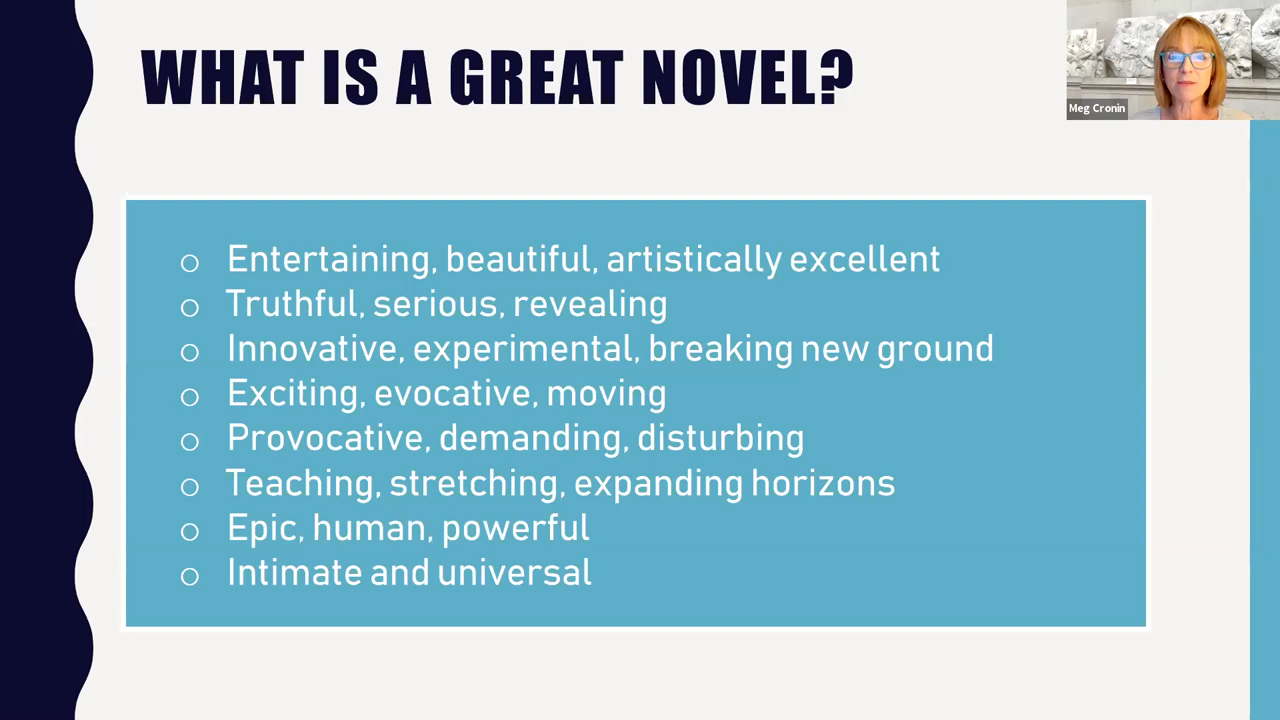 WHAT IS A GREAT NOVEL?
Meg Cronin
o Entertaining, beautiful, artistically excellent
o Truthful, serious, revealing
o Innovative, experimental, breaking new ground
o Exciting, evocative, moving
o Provocative, demanding, disturbing
o Teaching, stretching, expanding horizons
o Epic, human, powerful
o Intimate and universal